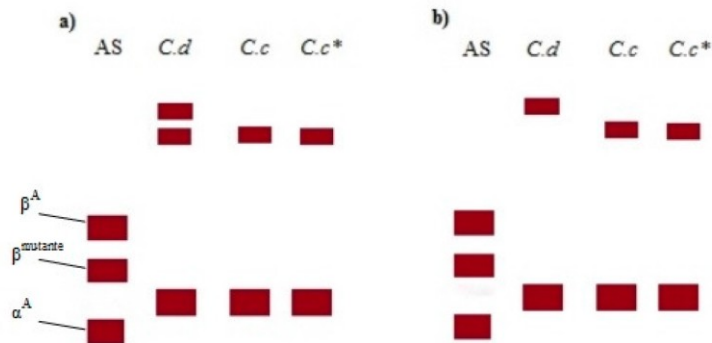 a)
AS C.d C.c C.c*
β^A
β^mutante
α^A
b)
AS C.d C.c C.c*